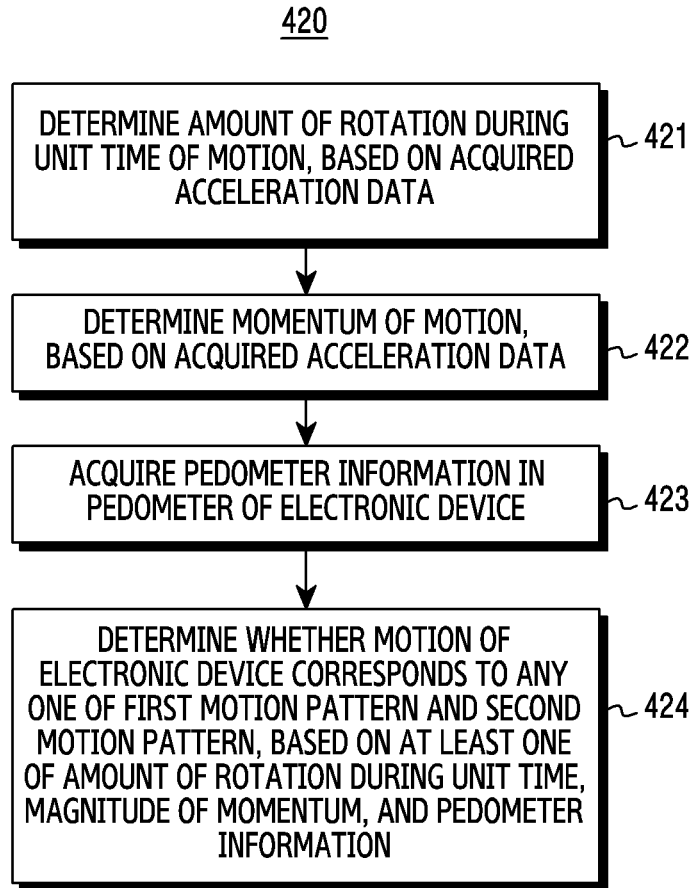 420
DETERMINE AMOUNT OF ROTATION DURING
UNIT TIME OF MOTION, BASED ON ACQUIRED
ACCELERATION DATA
421
DETERMINE MOMENTUM OF MOTION,
BASED ON ACQUIRED ACCELERATION DATA
422
ACQUIRE PEDOMETER INFORMATION IN
PEDOMETER OF ELECTRONIC DEVICE
423
DETERMINE WHETHER MOTION OF
ELECTRONIC DEVICE CORRESPONDS TO ANY
ONE OF FIRST MOTION PATTERN AND SECOND
MOTION PATTERN, BASED ON AT LEAST ONE
OF AMOUNT OF ROTATION DURING UNIT TIME,
MAGNITUDE OF MOMENTUM, AND PEDOMETER
INFORMATION
424